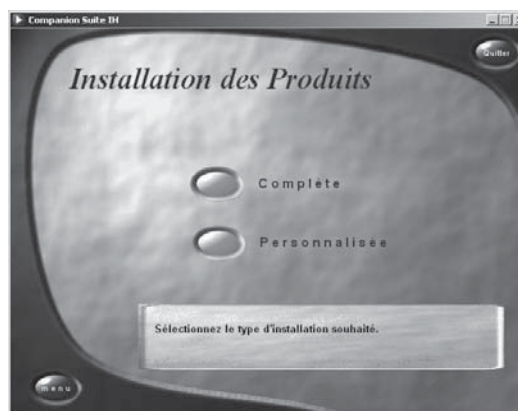 Companion Suite IH
Quitter
Installation des Produits
Complète
Personnalisée
Sélectionnez le type d'installation souhaité.
menu